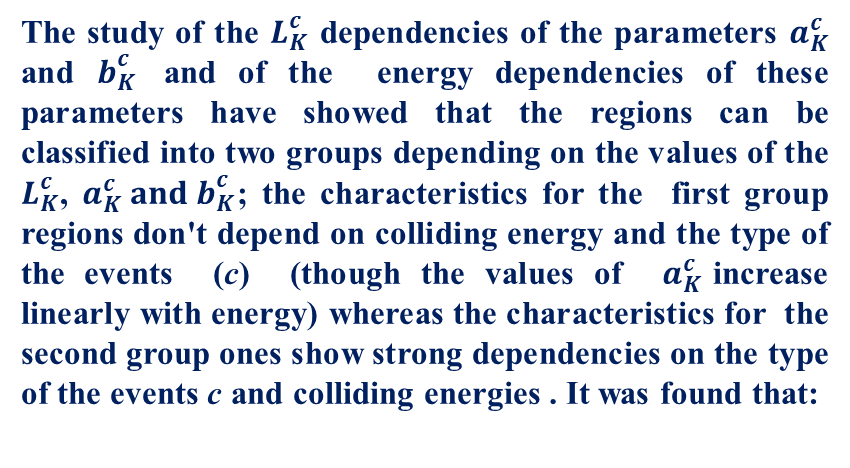 The study of the $L_K^c$ dependencies of the parameters $a_K^c$
and $b_K^c$ and of the energy dependencies of these
parameters have showed that the regions can be
classified into two groups depending on the values of the
$L_K^c$, $a_K^c$ and $b_K^c$; the characteristics for the first group
regions don't depend on colliding energy and the type of
the events (c) (though the values of $a_K^c$ increase
linearly with energy) whereas the characteristics for the
second group ones show strong dependencies on the type
of the events c and colliding energies . It was found that: